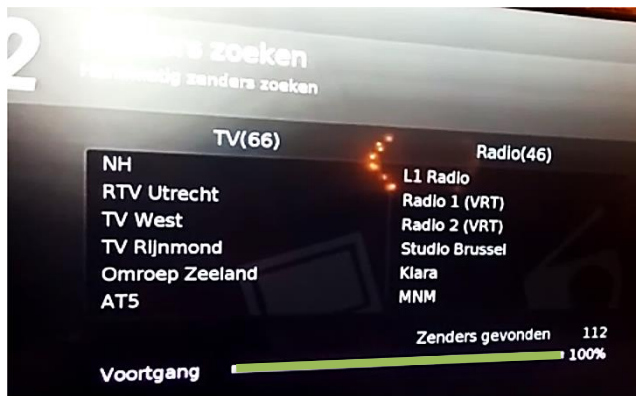 2
zoeken
zenders zoeken
TV(66)
NH
RTV Utrecht
TV West
TV Rijnmond
Omroep Zeeland
AT5
Radio(46)
L1 Radio
Radio 1 (VRT)
Radio 2 (VRT)
Studio Brussel
Klara
MNM
Zenders gevonden 112
Voortgang 100%